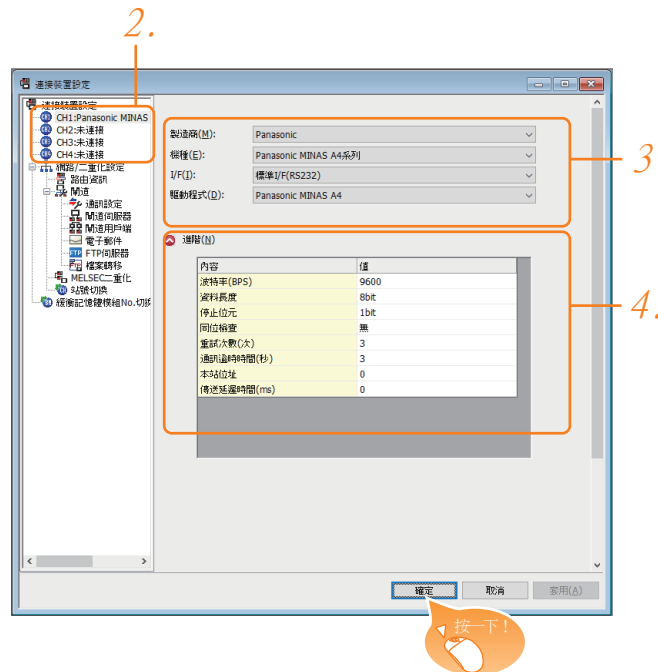 2.
連接裝置設定
連接裝置設定
CH1:Panasonic MINAS
CH2:未連接
CH3:未連接
CH4:未連接
網路/二重化設定
路由資訊
閘道
通訊設定
閘道伺服器
閘道用戶端
電子郵件
FTP伺服器
檔案轉移
MELSEC二重化
站號切換
緩衝記憶體模組No.切換
製造商(M): Panasonic
機種(E): Panasonic MINAS A4系列
I/F(I): 標準I/F(RS232)
驅動程式(D): Panasonic MINAS A4
3
進階(N)
內容 值
波特率(BPS) 9600
資料長度 8bit
停止位元 1bit
同位檢查 無
重試次數(次) 3
通訊逾時時間(秒) 3
本站位址 0
傳送延遲時間(ms) 0
4.
確定 取消 套用(A)
按一下!